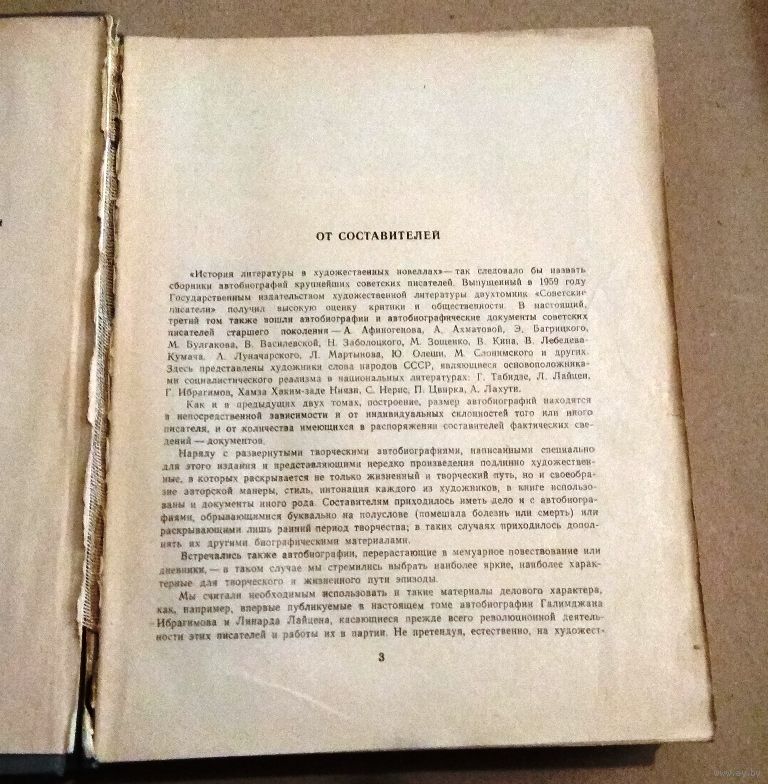 ОТ СОСТАВИТЕЛЕЙ
«История литературы в художественных новеллах»— так следовало бы назвать
сборники автобиографий крупнейших советских писателей. Выпущенный в 1959 году
Государственным издательством художественной литературы двухтомник «Советские
писатели» получил высокую оценку критики и общественности. В настоящий,
третий том также вошли автобиографии и автобиографические документы советских
писателей старшего поколения — А. Афиногенова, А. Ахматовой, Э. Багрицкого,
М. Булгакова, В. Василевской, Н. Заболоцкого, М. Зощенко, В. Кина, В. Лебедева-
Кумача, А. Луначарского, Л. Мартынова, Ю. Олеши, М. Слонимского и других.
Здесь представлены художники слова народов СССР, являющиеся основоположника-
ми социалистического реализма в национальных литературах: Г. Табидзе, Л. Лайцен,
Г. Ибрагимов, Хамза Хаким-заде Ниязи, С. Нерис, П. Цвирка, А. Лахути.
Как и в предыдущих двух томах, построение, размер автобиографий находятся
в непосредственной зависимости и от индивидуальных склонностей того или иного
писателя, и от количества имеющихся в распоряжении составителей фактических све-
дений — документов.
Наряду с развернутыми творческими автобиографиями, написанными специально
для этого издания и представляющими нередко произведения подлинно художествен-
ные, в которых раскрывается не только жизненный и творческий путь, но и своеобра-
зие авторской манеры, стиль, интонация каждого из художников, в книге использо-
ваны и документы иного рода. Составителям приходилось иметь дело и с автобиогра-
фиями, обрывающимися буквально на полуслове (помешала болезнь или смерть) или
раскрывающими лишь ранний период творчества; в таких случаях приходилось допол-
нять их другими биографическими материалами.
Встречались также автобиографии, перерастающие в мемуарное повествование или
дневники, — в таком случае мы стремились выбрать наиболее яркие, наиболее харак-
терные для творческого и жизненного пути эпизоды.
Мы считали необходимым использовать и такие материалы делового характера,
как, например, впервые публикуемые в настоящем томе автобиографии Галимджана
Ибрагимова и Линарда Лайцена, касающиеся прежде всего революционной деятель-
ности этих писателей и работы их в партии. Не претендуя, естественно, на художест-
3
www.ay.by